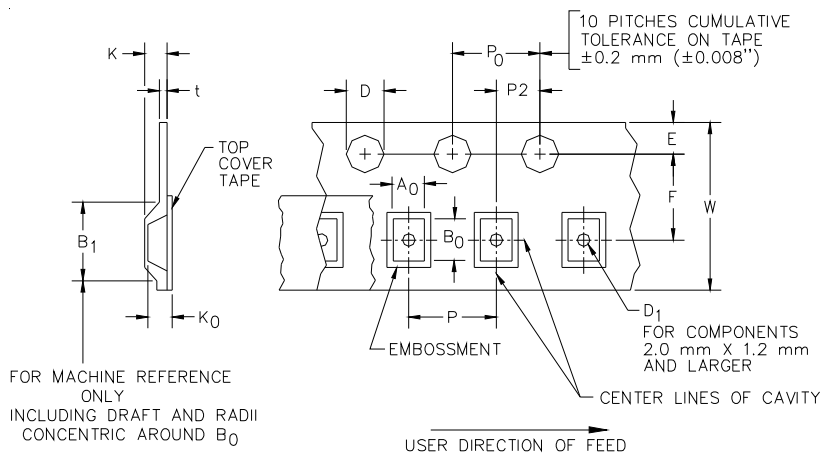 10 PITCHES CUMULATIVE
TOLERANCE ON TAPE
±0.2 mm (±0.008")
K
t
P0
D
P2
E
TOP
COVER
TAPE
A0
F
W
B1
B0
K0
P
D1
EMBOSSMENT
FOR COMPONENTS
2.0 mm X 1.2 mm
AND LARGER
FOR MACHINE REFERENCE
ONLY
INCLUDING DRAFT AND RADII
CONCENTRIC AROUND B0
CENTER LINES OF CAVITY
USER DIRECTION OF FEED